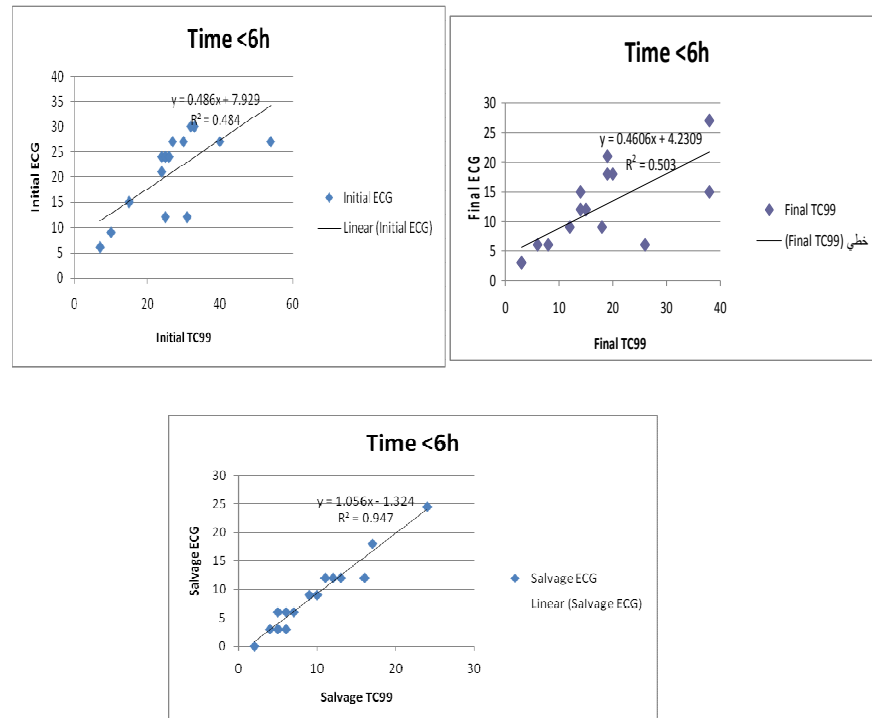 Time <6h
40
35
30
25
20
15
10
5
0
y = 0.486x + 7.929
R² = 0.484
Initial ECG
0 20 40 60
Initial TC99
Initial ECG
Linear (Initial ECG)
Time <6h
30
25
20
15
10
5
0
y = 0.4606x + 4.2309
R² = 0.503
Final ECG
0 10 20 30 40
Final TC99
Final TC99
خطي (Final TC99)
Time <6h
30
25
20
15
10
5
0
y = 1.056x - 1.324
R² = 0.947
Salvage ECG
0 10 20 30
Salvage TC99
Salvage ECG
Linear (Salvage ECG)